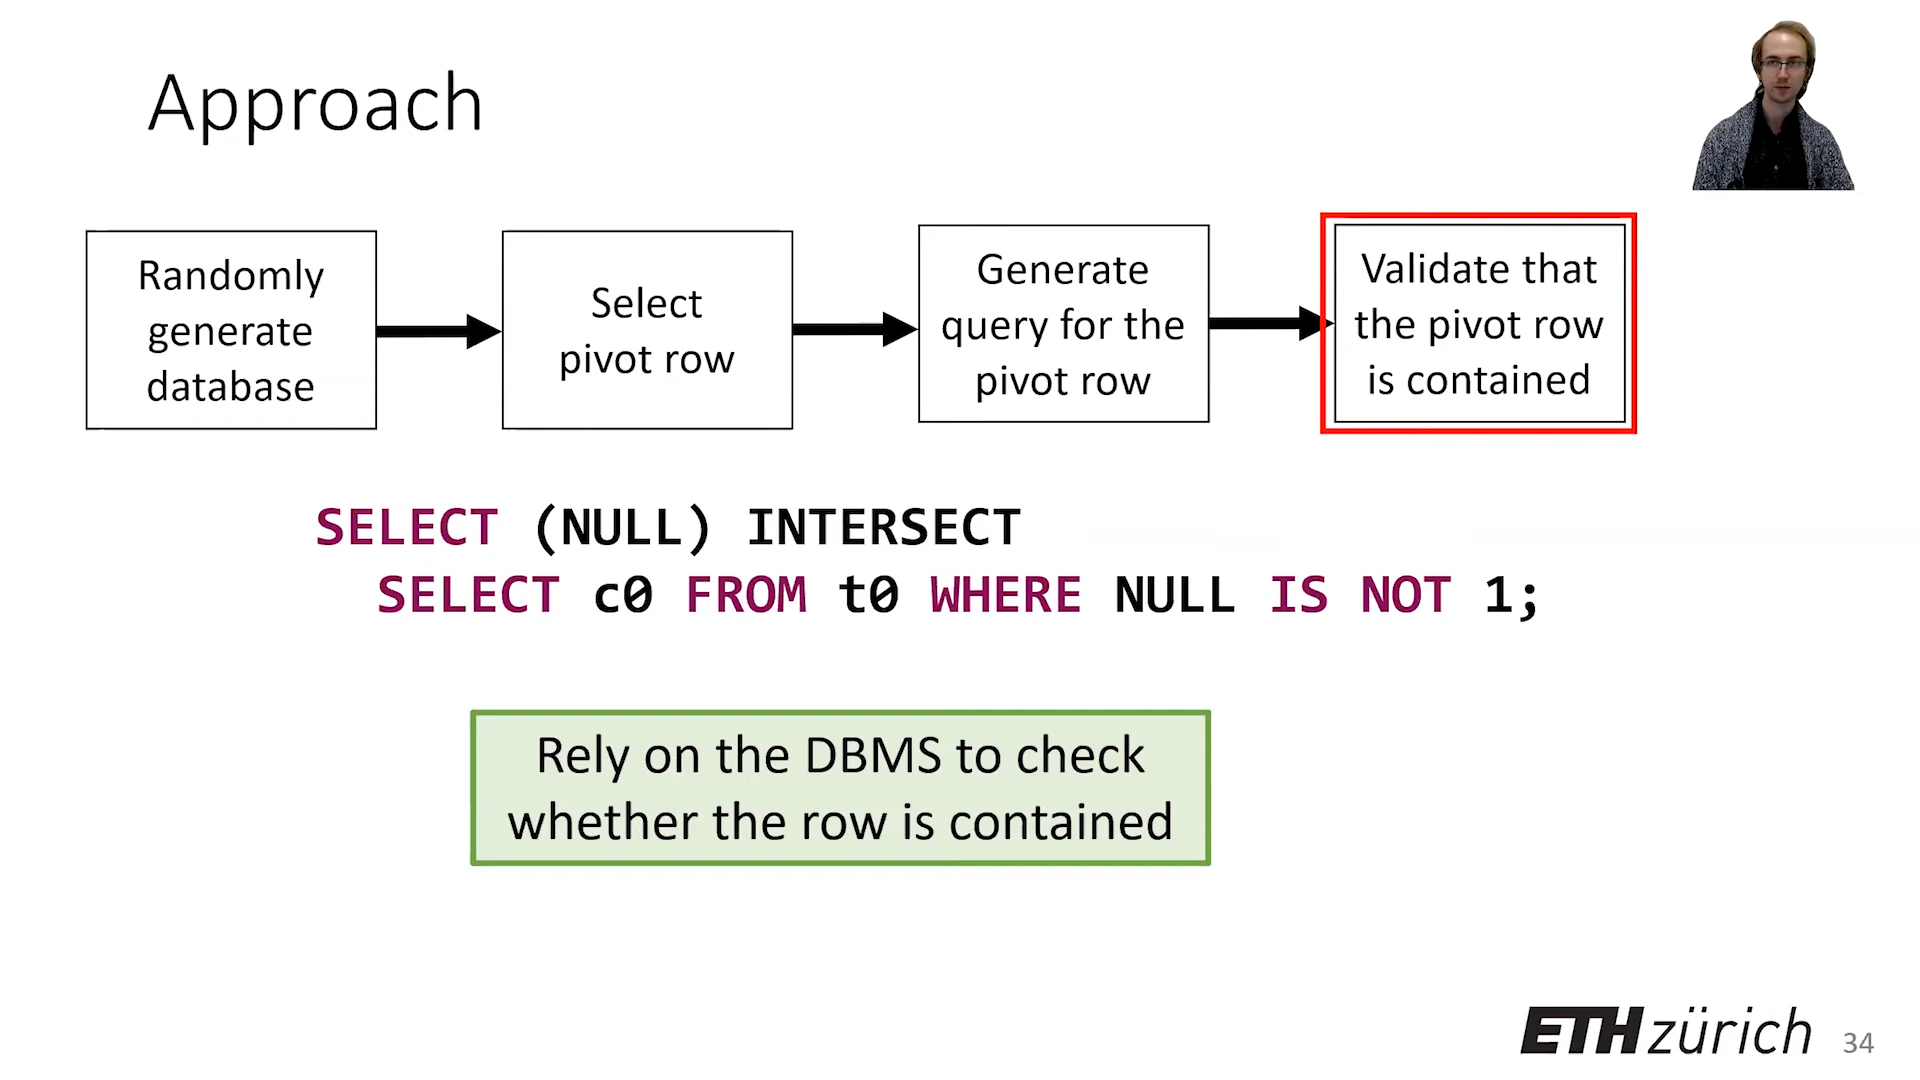 Approach
Randomly
generate
database
Select
pivot row
Generate
query for the
pivot row
Validate that
the pivot row
is contained
SELECT (NULL) INTERSECT
SELECT c0 FROM t0 WHERE NULL IS NOT 1;
Rely on the DBMS to check
whether the row is contained
ETH zürich
34